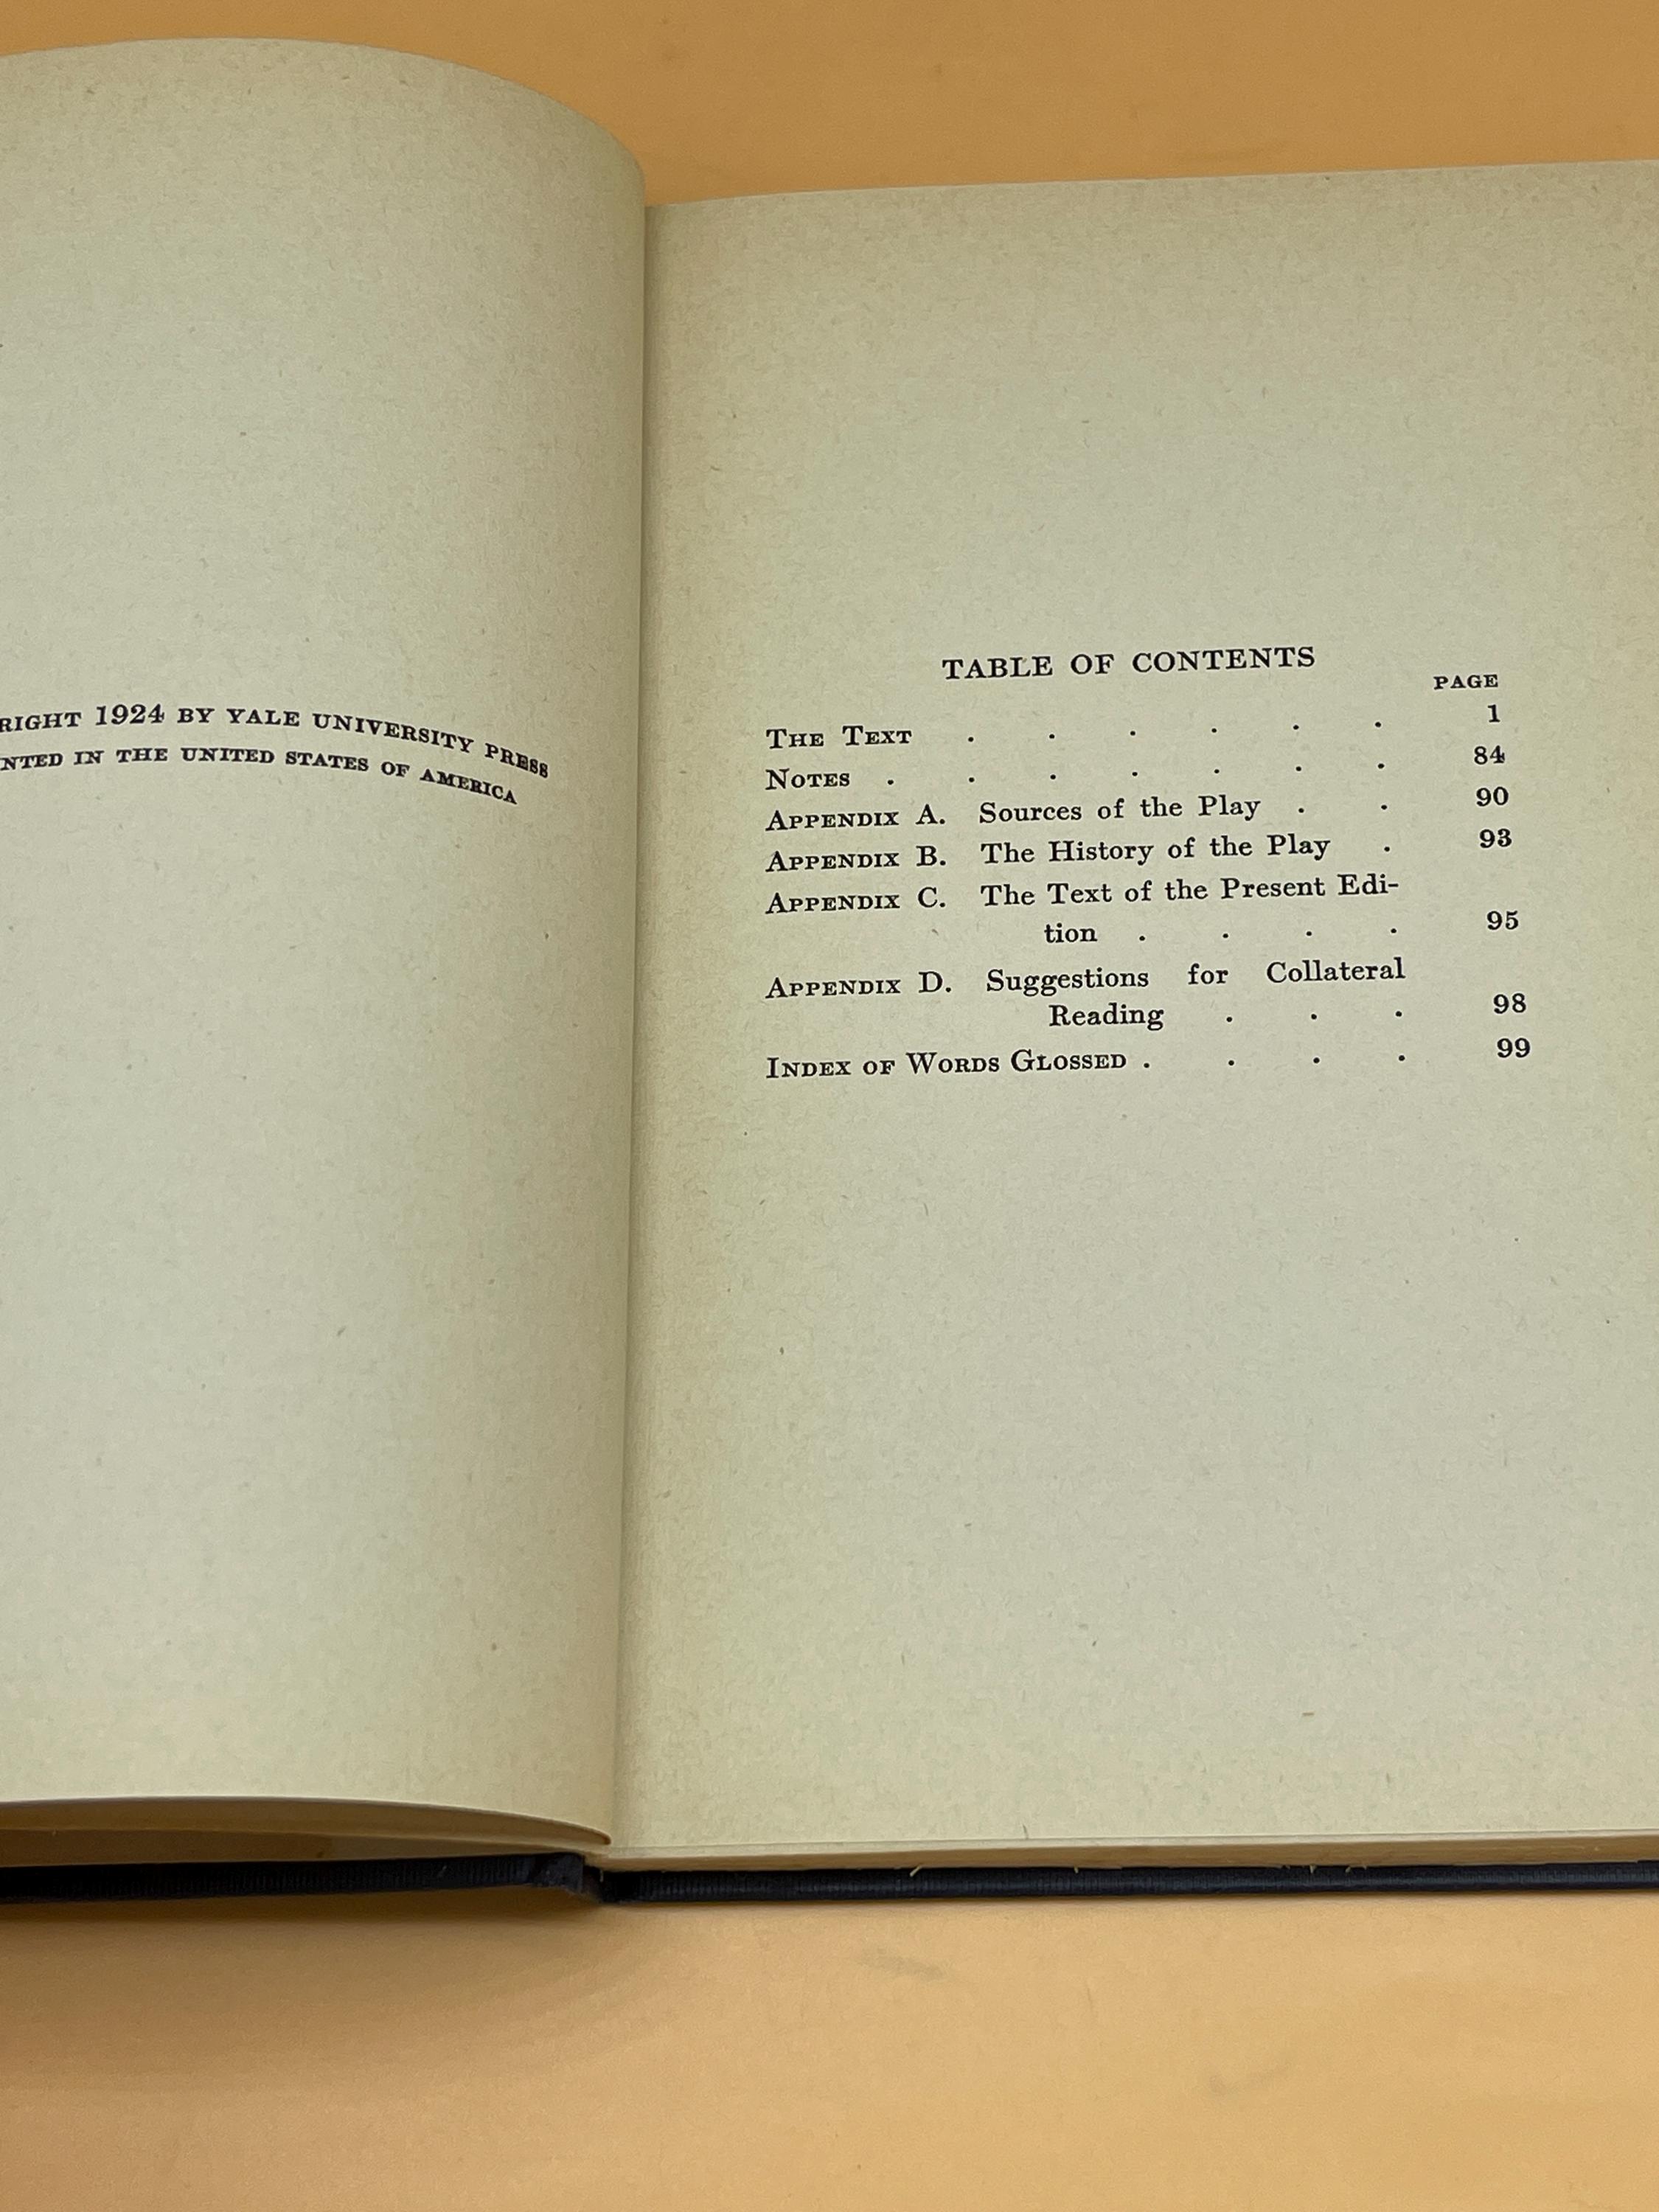 RIGHT 1924 BY YALE UNIVERSITY PRESS
NTED IN THE UNITED STATES OF AMERICA
TABLE OF CONTENTS
PAGE
THE TEXT . . . . . . 1
NOTES . . . . . . . 84
APPENDIX A. Sources of the Play . . 90
APPENDIX B. The History of the Play . 93
APPENDIX C. The Text of the Present Edi-
tion . . . . 95
APPENDIX D. Suggestions for Collateral
Reading . . . 98
INDEX OF WORDS GLOSSED . . . . 99